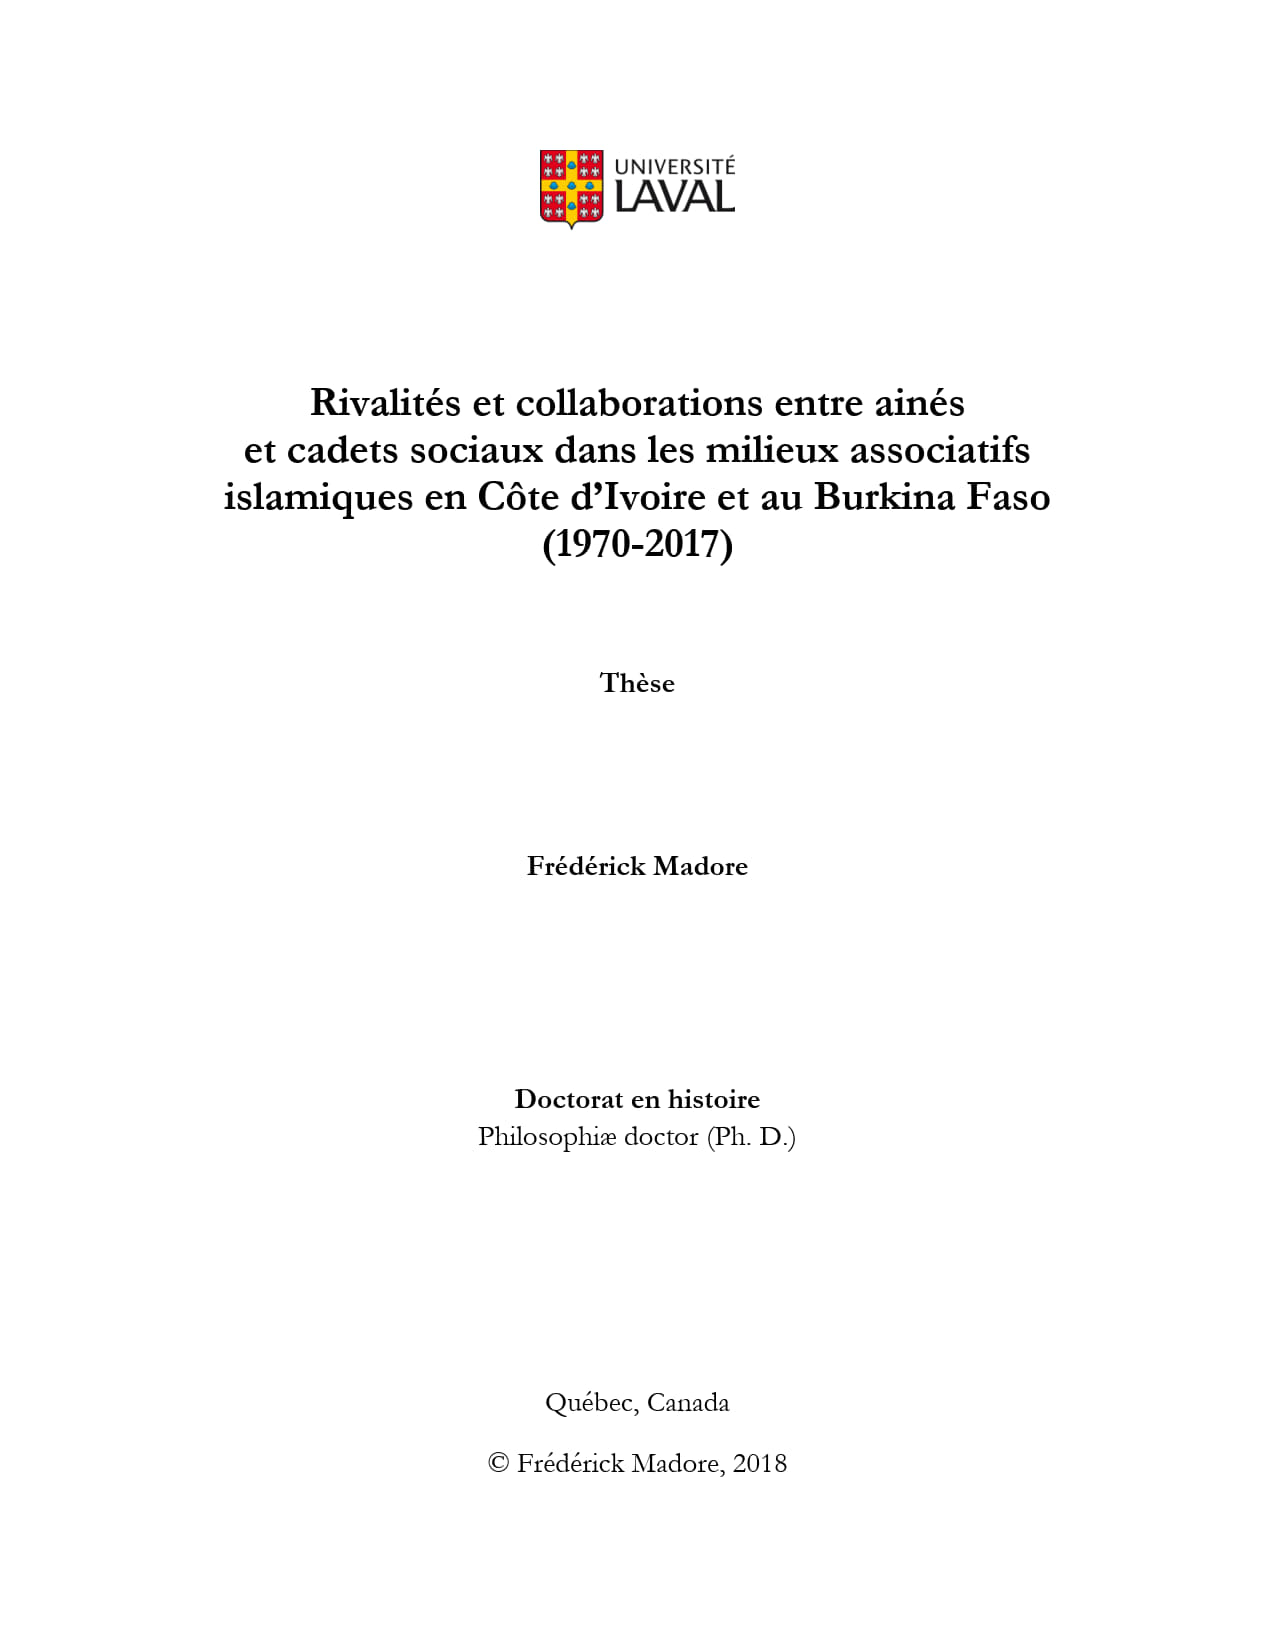 UNIVERSITÉ
LAVAL
Rivalités et collaborations entre ainés
et cadets sociaux dans les milieux associatifs
islamiques en Côte d’Ivoire et au Burkina Faso
(1970-2017)
Thèse
Frédérick Madore
Doctorat en histoire
Philosophiæ doctor (Ph. D.)
Québec, Canada
© Frédérick Madore, 2018